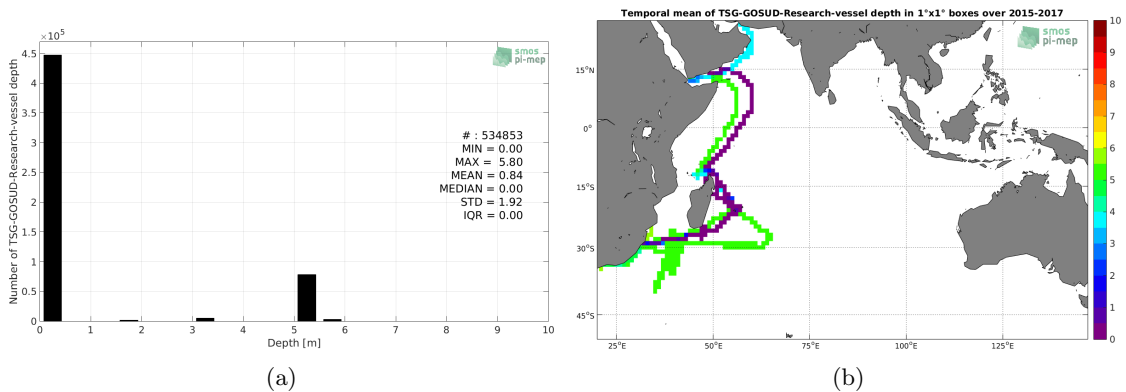 ×10⁵
4.5
4
3.5
3
2.5
2
1.5
1
0.5
0
Number of TSG-GOSUD-Research-vessel depth
smos
pi-mep
# : 534853
MIN = 0.00
MAX = 5.80
MEAN = 0.84
MEDIAN = 0.00
STD = 1.92
IQR = 0.00
0 1 2 3 4 5 6 7 8 9 10
Depth [m]
(a)
Temporal mean of TSG-GOSUD-Research-vessel depth in 1°x1° boxes over 2015-2017
smos
pi-mep
15°N
0°
15°S
30°S
45°S
25°E 50°E 75°E 100°E 125°E
10
9
8
7
6
5
4
3
2
1
0
(b)